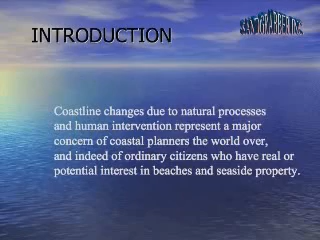 INTRODUCTION
Coastline changes due to natural processes
and human intervention represent a major
concern of coastal planners the world over,
and indeed of ordinary citizens who have real or
potential interest in beaches and seaside property.